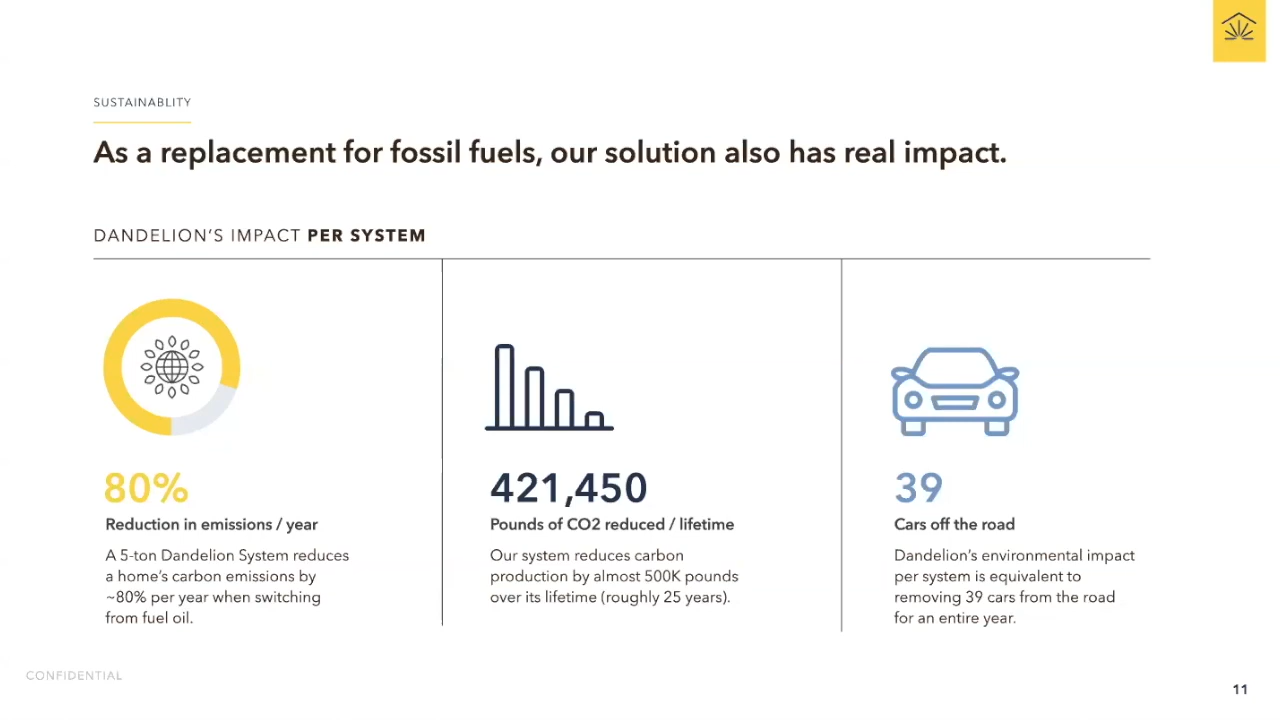 SUSTAINABLITY
As a replacement for fossil fuels, our solution also has real impact.
DANDELION'S IMPACT PER SYSTEM
80%
Reduction in emissions / year
A 5-ton Dandelion System reduces
a home's carbon emissions by
~80% per year when switching
from fuel oil.
421,450
Pounds of CO2 reduced / lifetime
Our system reduces carbon
production by almost 500K pounds
over its lifetime (roughly 25 years).
39
Cars off the road
Dandelion's environmental impact
per system is equivalent to
removing 39 cars from the road
for an entire year.
CONFIDENTIAL
11